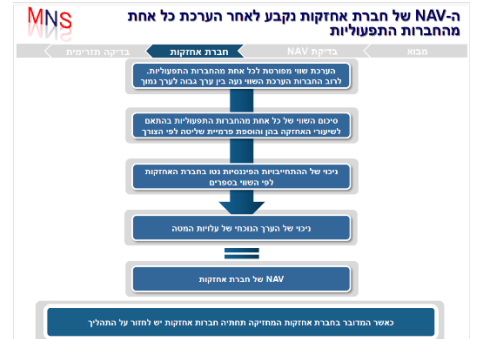 MNS
ה-NAV של חברת אחזקות נקבע לאחר הערכת כל אחת
מהחברות התפעוליות
מבוא
בדיקת NAV
חברת אחזקות
בדיקה תזרימית
הערכת שווי מפורטת לכל אחת מהחברות התפעוליות.
לרוב החברות הערכת השווי נעה בין ערך גבוה לערך נמוך
סיכום השווי של כל אחת מהחברות התפעוליות בהתאם
לשיעורי האחזקה בהן והוספת פרמיית שליטה לפי הצורך
ניכוי של ההתחייבויות הפיננסיות נטו בחברת האחזקות
לפי השווי בספרים
ניכוי של הערך הנוכחי של עלויות המטה
NAV של חברת אחזקות
כאשר המדובר בחברת אחזקות המחזיקה תחתיה חברות אחזקות יש לחזור על התהליך